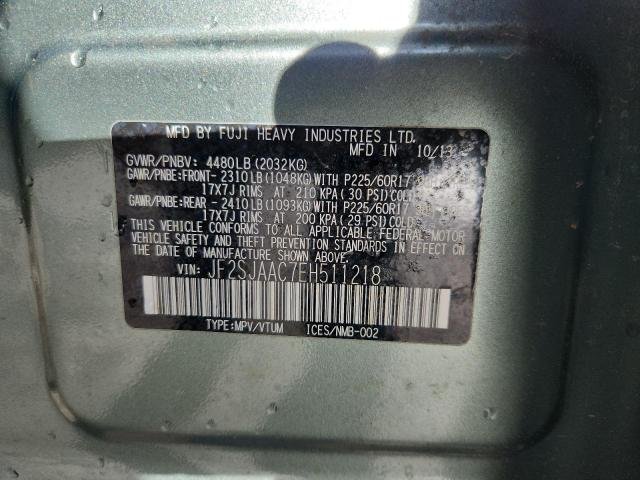 MFD BY FUJI HEAVY INDUSTRIES LTD.
MFD IN 10/13
GVWR/PNBV: 4480LB(2032KG)
GAWR/PNBE:FRONT- 2310LB(1048KG)WITH P225/60R17
17X7J RIMS AT 210 KPA(30 PSI)COLD
GAWR/PNBE:REAR - 2410LB(1093KG)WITH P225/60R17
17X7J RIMS AT 200 KPA(29 PSI)COLD
THIS VEHICLE CONFORMS TO ALL APPLICABLE FEDERAL MOTOR
VEHICLE SAFETY AND THEFT PREVENTION STANDARDS IN EFFECT ON
THE DATE OF MANUFACTURE SHOWN ABOVE.
VIN: JF2SJAAC7EH511218
TYPE:MPV/VTUM ICES/NMB-002